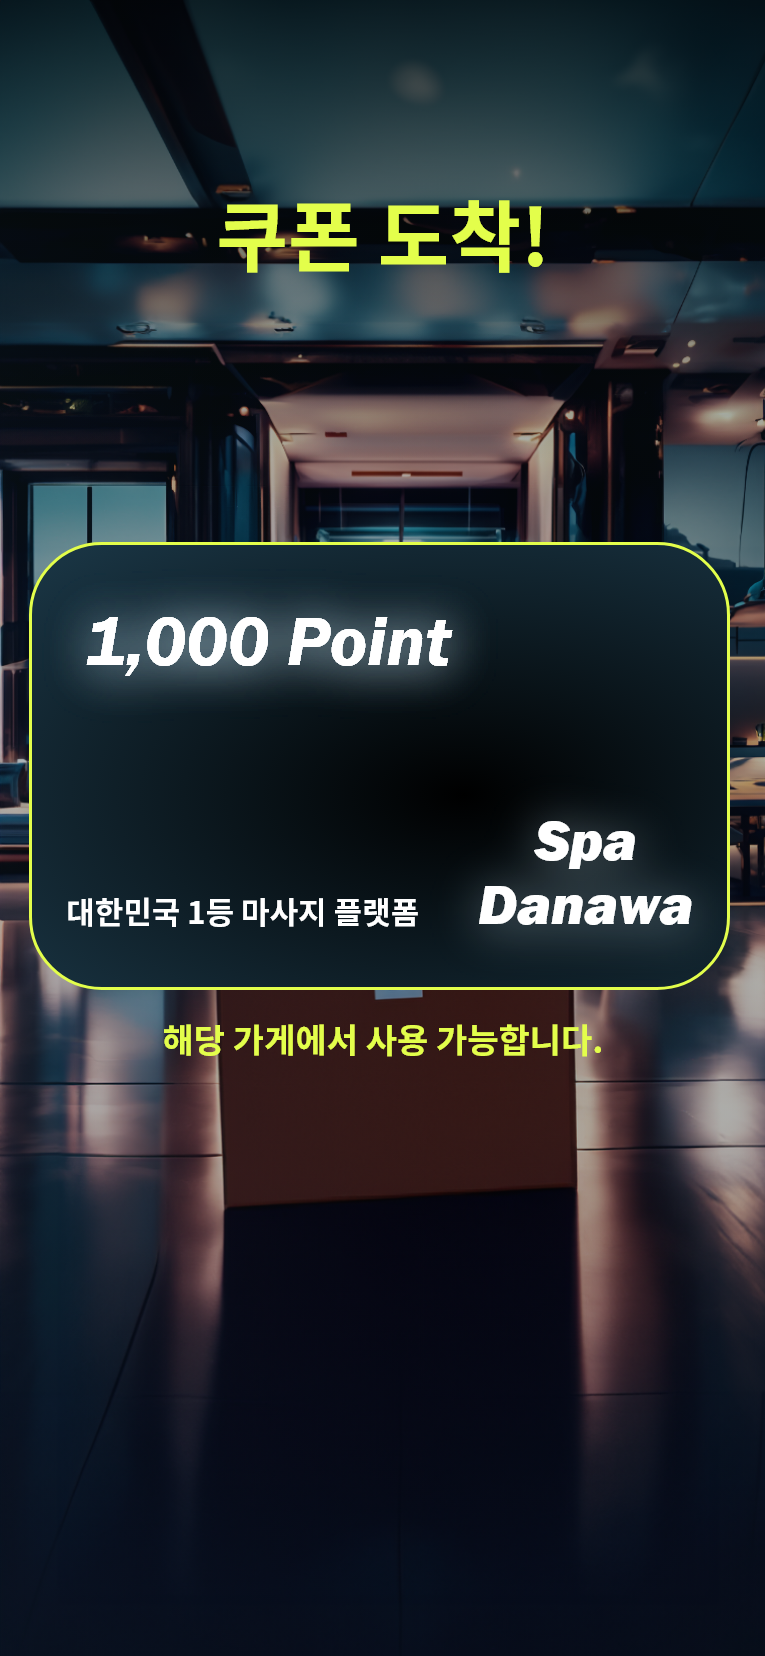 쿠폰 도착!
1,000 Point
Spa
Danawa
대한민국 1등 마사지 플랫폼
해당 가게에서 사용 가능합니다.